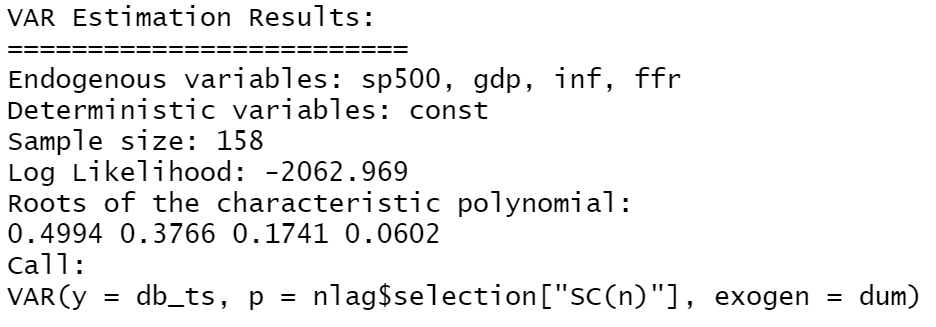 VAR Estimation Results:
=========================
Endogenous variables: sp500, gdp, inf, ffr
Deterministic variables: const
Sample size: 158
Log Likelihood: -2062.969
Roots of the characteristic polynomial:
0.4994 0.3766 0.1741 0.0602
Call:
VAR(y = db_ts, p = nlag$selection["SC(n)"], exogen = dum)